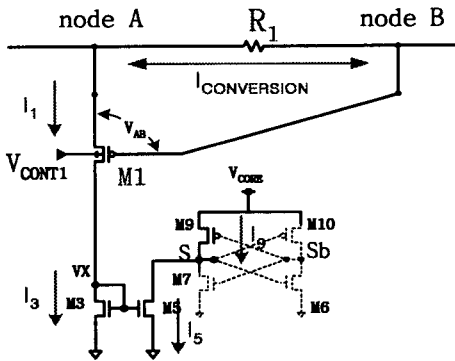 node A
node B
R1
ICONVERSION
I1
VAB
VCONT1
M1
VCORE
M9
M10
I9
S
Sb
VX
M7
M3
M5
M6
I3
I5